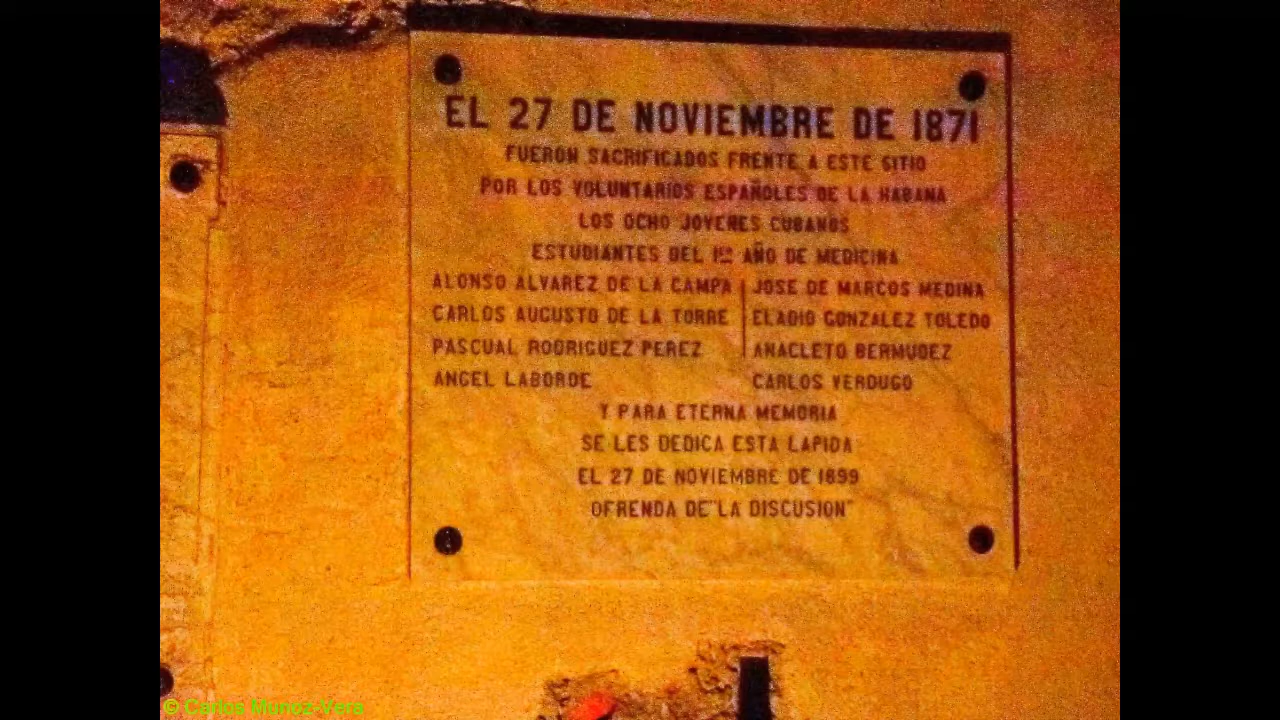 EL 27 DE NOVIEMBRE DE 1871
FUERON SACRIFICADOS FRENTE A ESTE SITIO
POR LOS VOLUNTARIOS ESPAÑOLES DE LA HABANA
LOS OCHO JOVENES CUBANOS
ESTUDIANTES DEL 1ER AÑO DE MEDICINA
ALONSO ALVAREZ DE LA CAMPA | JOSE DE MARCOS MEDINA
CARLOS AUGUSTO DE LA TORRE | ELADIO GONZALEZ TOLEDO
PASCUAL RODRIGUEZ PEREZ | ANACLETO BERMUDEZ
ANGEL LABORDE CARLOS VERDUGO
Y PARA ETERNA MEMORIA
SE LES DEDICA ESTA LAPIDA
EL 27 DE NOVIEMBRE DE 1899
OFRENDA DE "LA DISCUSION"
© Carlos Munoz-Vera